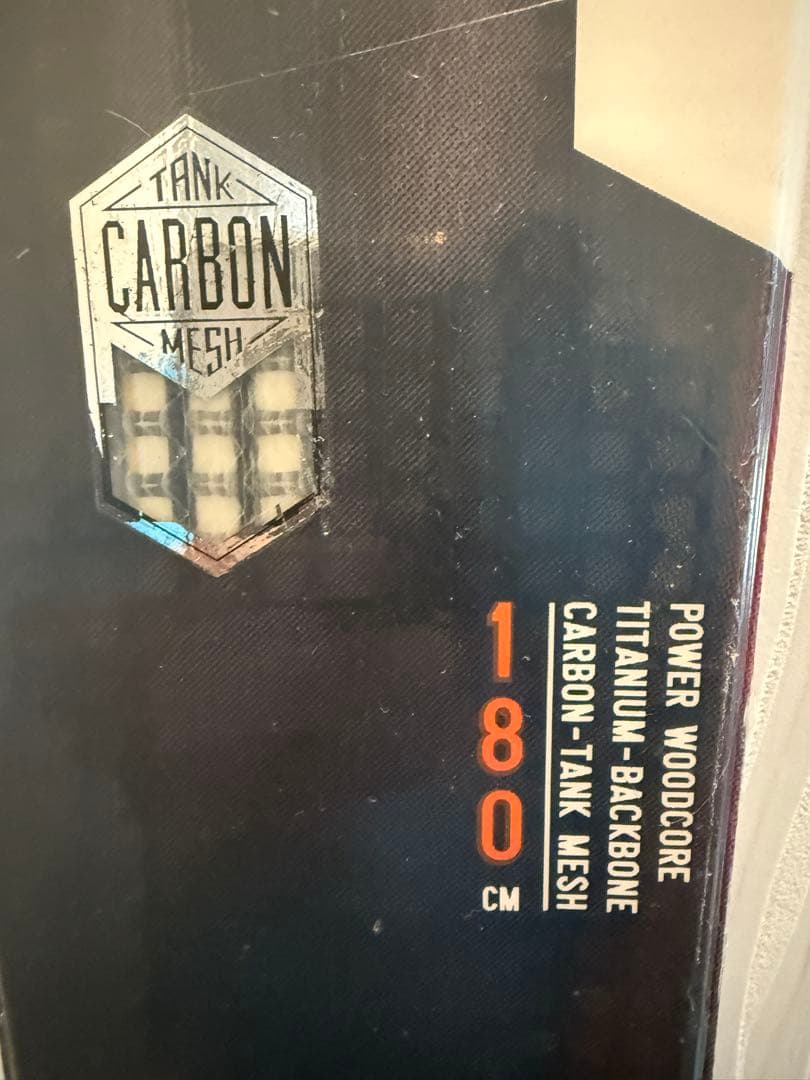 TANK
CARBON
MESH
POWER WOODCORE
TITANIUM-BACKBONE
CARBON-TANK MESH
180
CM